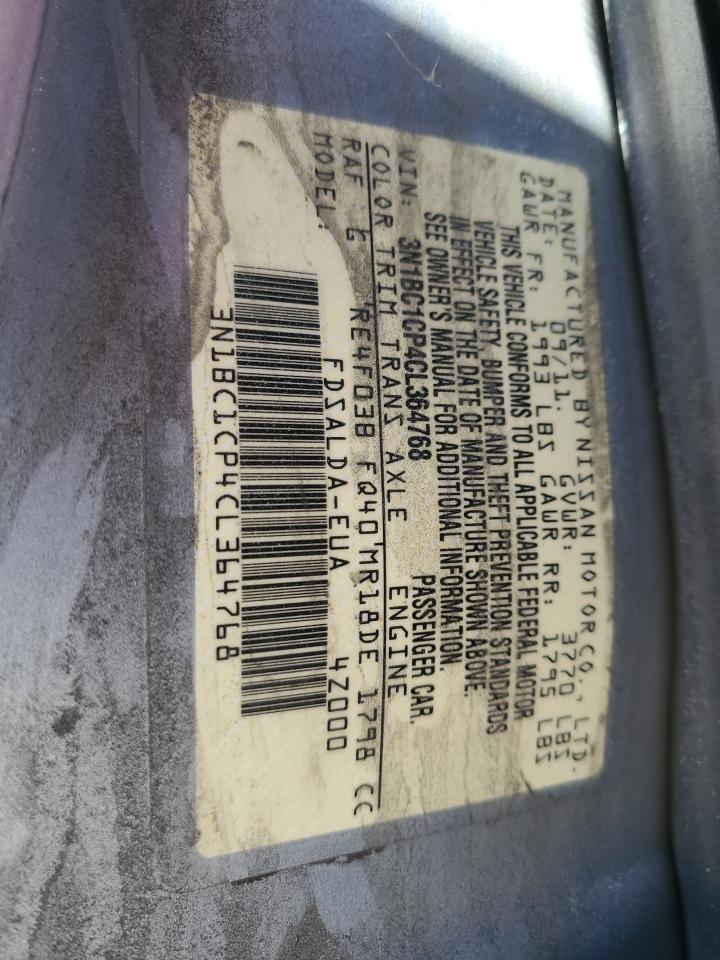 MANUFACTURED BY NISSAN MOTOR CO., LTD.
DATE: 09/11. GVWR: 3770 LBS
GAWR FR: 1993 LBS GAWR RR: 1795 LBS
THIS VEHICLE CONFORMS TO ALL APPLICABLE FEDERAL MOTOR
VEHICLE SAFETY, BUMPER AND THEFT PREVENTION STANDARDS
IN EFFECT ON THE DATE OF MANUFACTURE SHOWN ABOVE.
SEE OWNER'S MANUAL FOR ADDITIONAL INFORMATION.
VIN: 3N1BC1CP4CL364768 PASSENGER CAR.
COLOR TRIM TRANS AXLE ENGINE
RAF G RE4F03B FQ40 MR18DE 1798 CC
MODEL: FDSALDA-EUA 4Z000
3N1BC1CP4CL364768